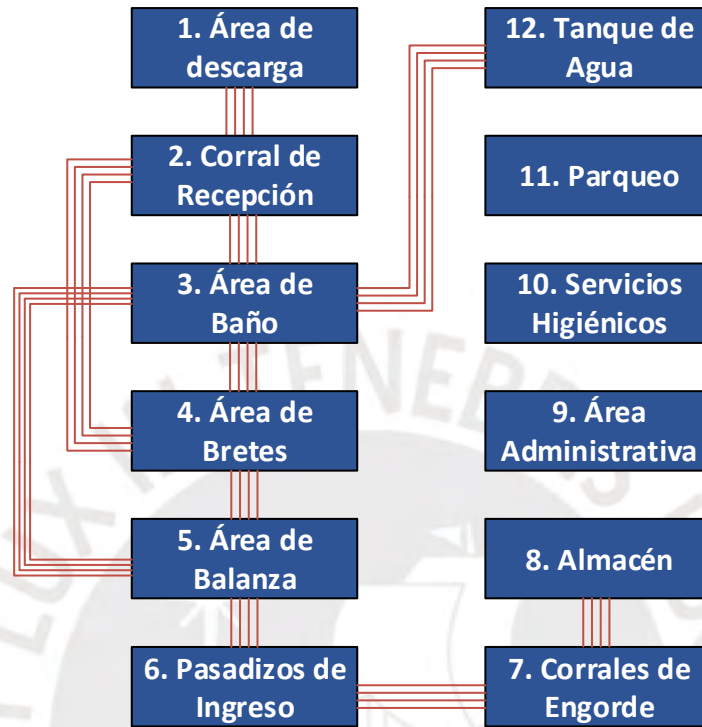 1. Área de
descarga
2. Corral de
Recepción
3. Área de
Baño
4. Área de
Bretes
5. Área de
Balanza
6. Pasadizos de
Ingreso
12. Tanque de
Agua
11. Parqueo
10. Servicios
Higiénicos
9. Área
Administrativa
8. Almacén
7. Corrales de
Engorde